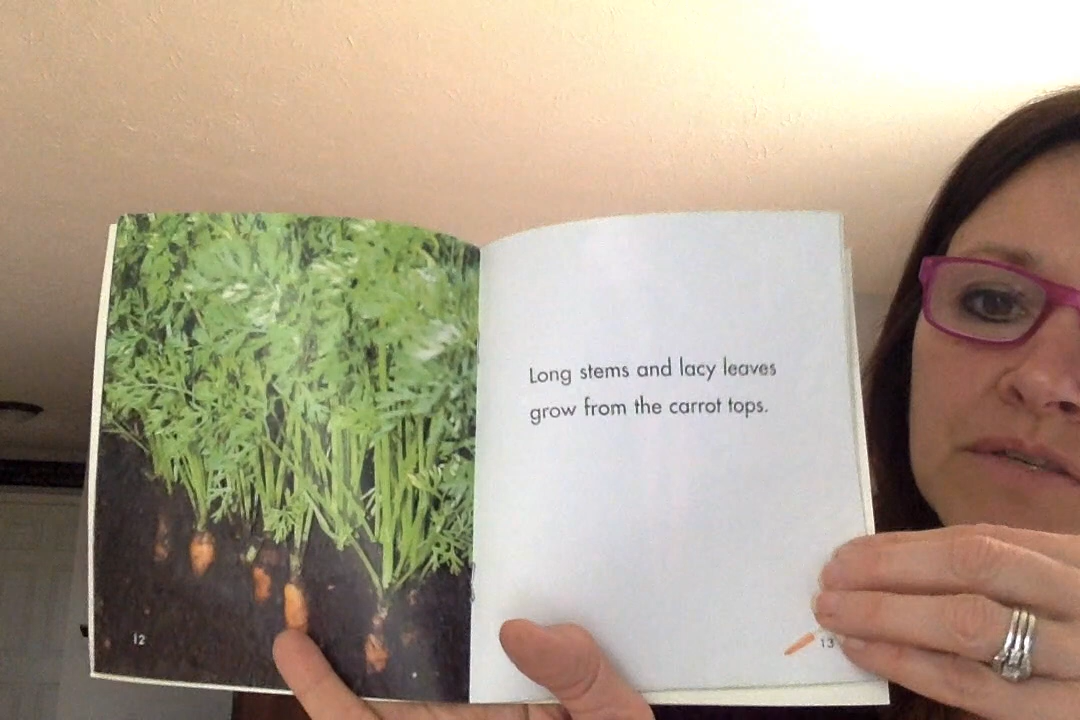 Long stems and lacy leaves
grow from the carrot tops.
12
13